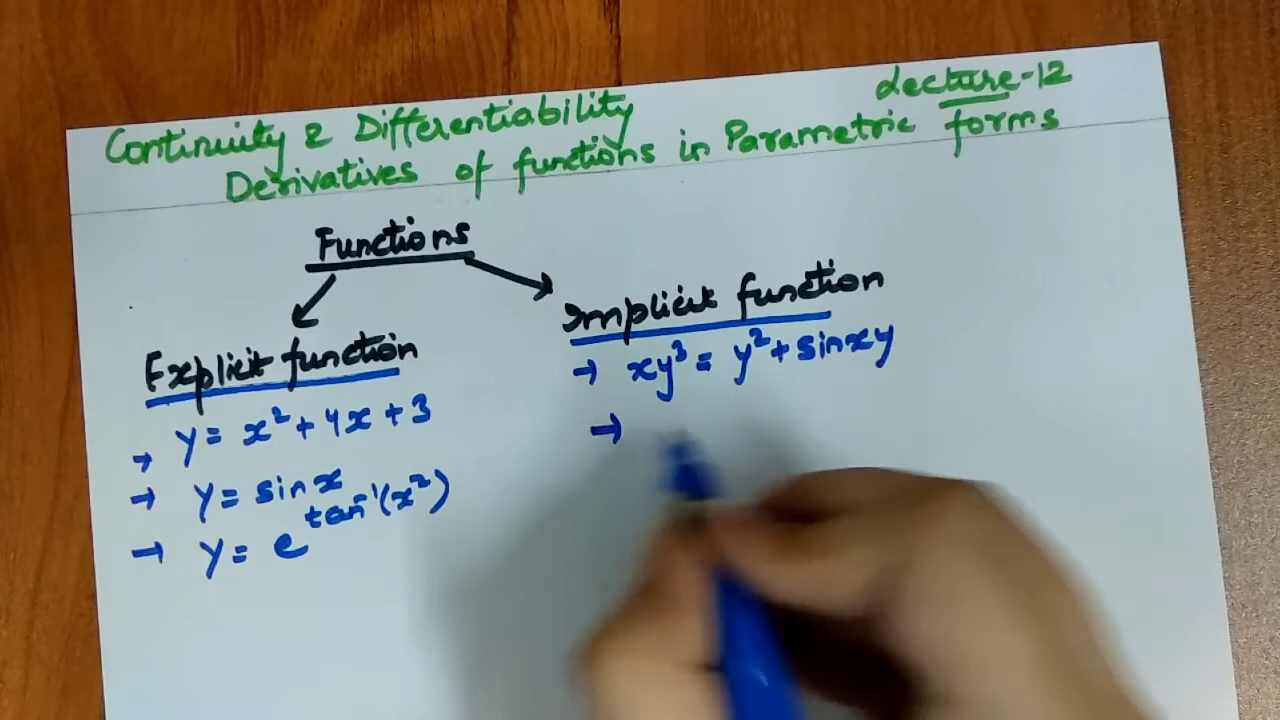 Lecture-12
Continuity & Differentiability
Derivatives of functions in Parametric forms
Functions
Explicit function
→ y = x² + 4x + 3
→ y = sin x
→ y = e^tan⁻¹(x²)
Implicit function
→ xy³ = y² + sin xy
→